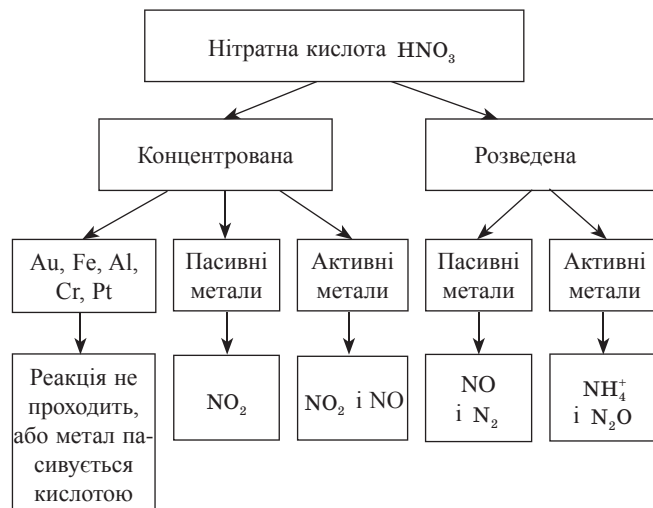 Нітратна кислота HNO₃
Концентрована
Розведена
Au, Fe, Al,
Cr, Pt
Пасивні
метали
Активні
метали
Пасивні
метали
Активні
метали
Реакція не
проходить,
або метал па-
сивується
кислотою
NO₂
NO₂ і NO
NO
і N₂
NH₄⁺
і N₂O